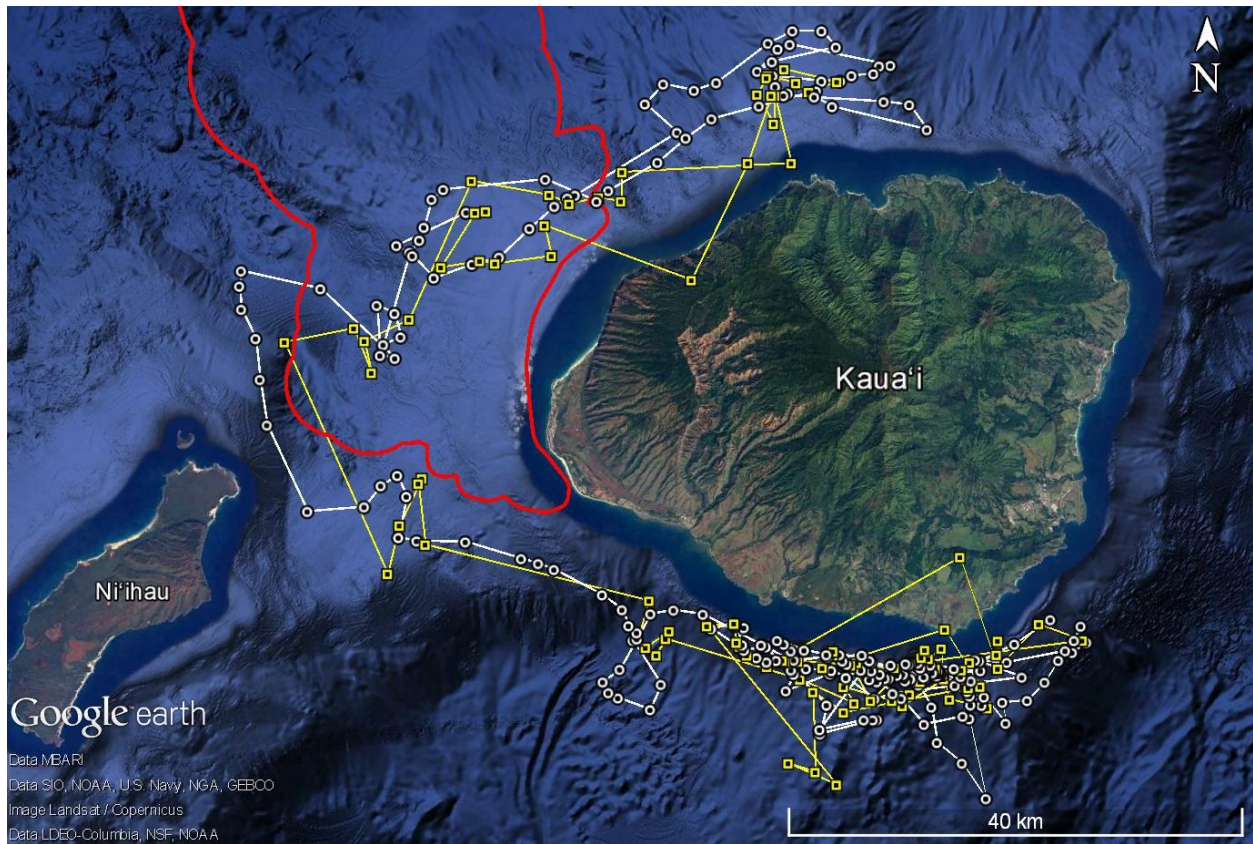 N
Kaua‘i
Ni‘ihau
Google earth
Data MBARI
Data SIO, NOAA, U.S. Navy, NGA, GEBCO
Image Landsat / Copernicus
Data LDEO-Columbia, NSF, NOAA
40 km